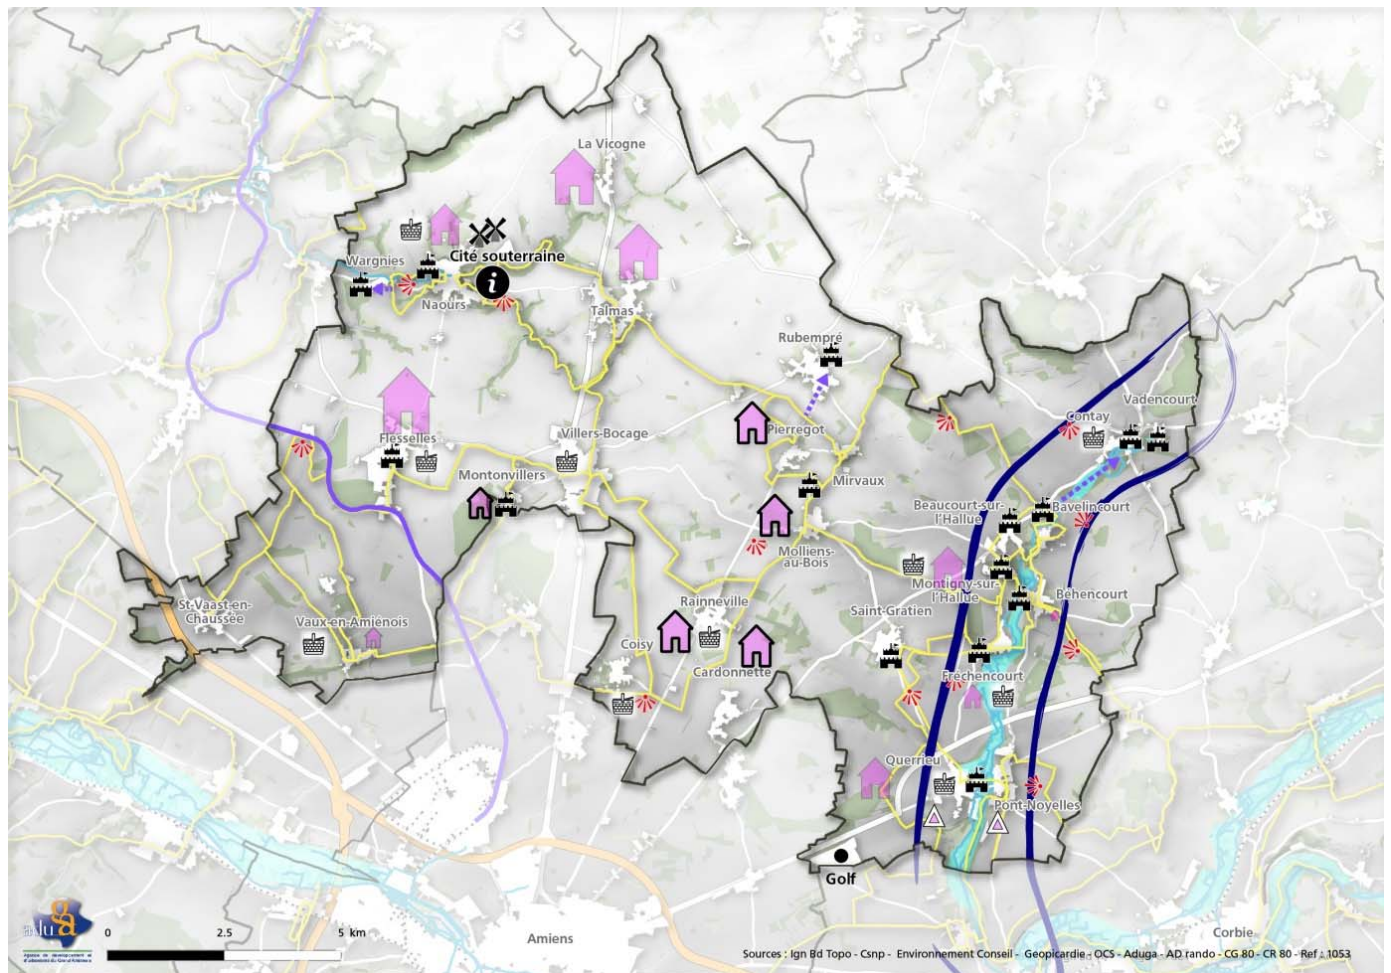 La Vicogne
Cité souterraine
Wargnies
i
Naours
Talmas
Rubempré
Vadencourt
Contay
Flesselles
Villers-Bocage
Pierregot
Montonvillers
Mirvaux
Beaucourt-sur-
l'Hallue
Bavelincourt
Molliens-
au-Bois
Montigny-sur-
l'Hallue
Béhencourt
St-Vaast-en-
Chaussée
Vaux-en-Amiénois
Rainneville
Saint-Gratien
Coisy
Cardonnette
Fréchencourt
Querrieu
Pont-Noyelles
Golf
aduga
0 2.5 5 km
Amiens
Corbie
Sources : Ign Bd Topo - Csnp - Environnement Conseil - Geopicardie - OCS - Aduga - AD rando - CG 80 - CR 80 - Ref : 1053